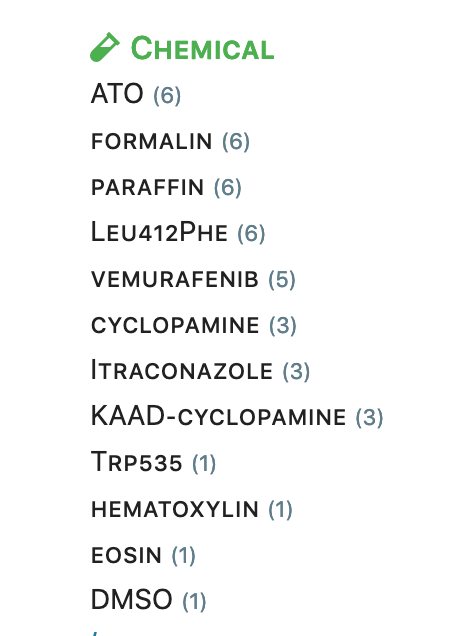 Chemical
ATO (6)
formalin (6)
paraffin (6)
Leu412Phe (6)
vemurafenib (5)
cyclopamine (3)
Itraconazole (3)
KAAD-cyclopamine (3)
Trp535 (1)
hematoxylin (1)
eosin (1)
DMSO (1)